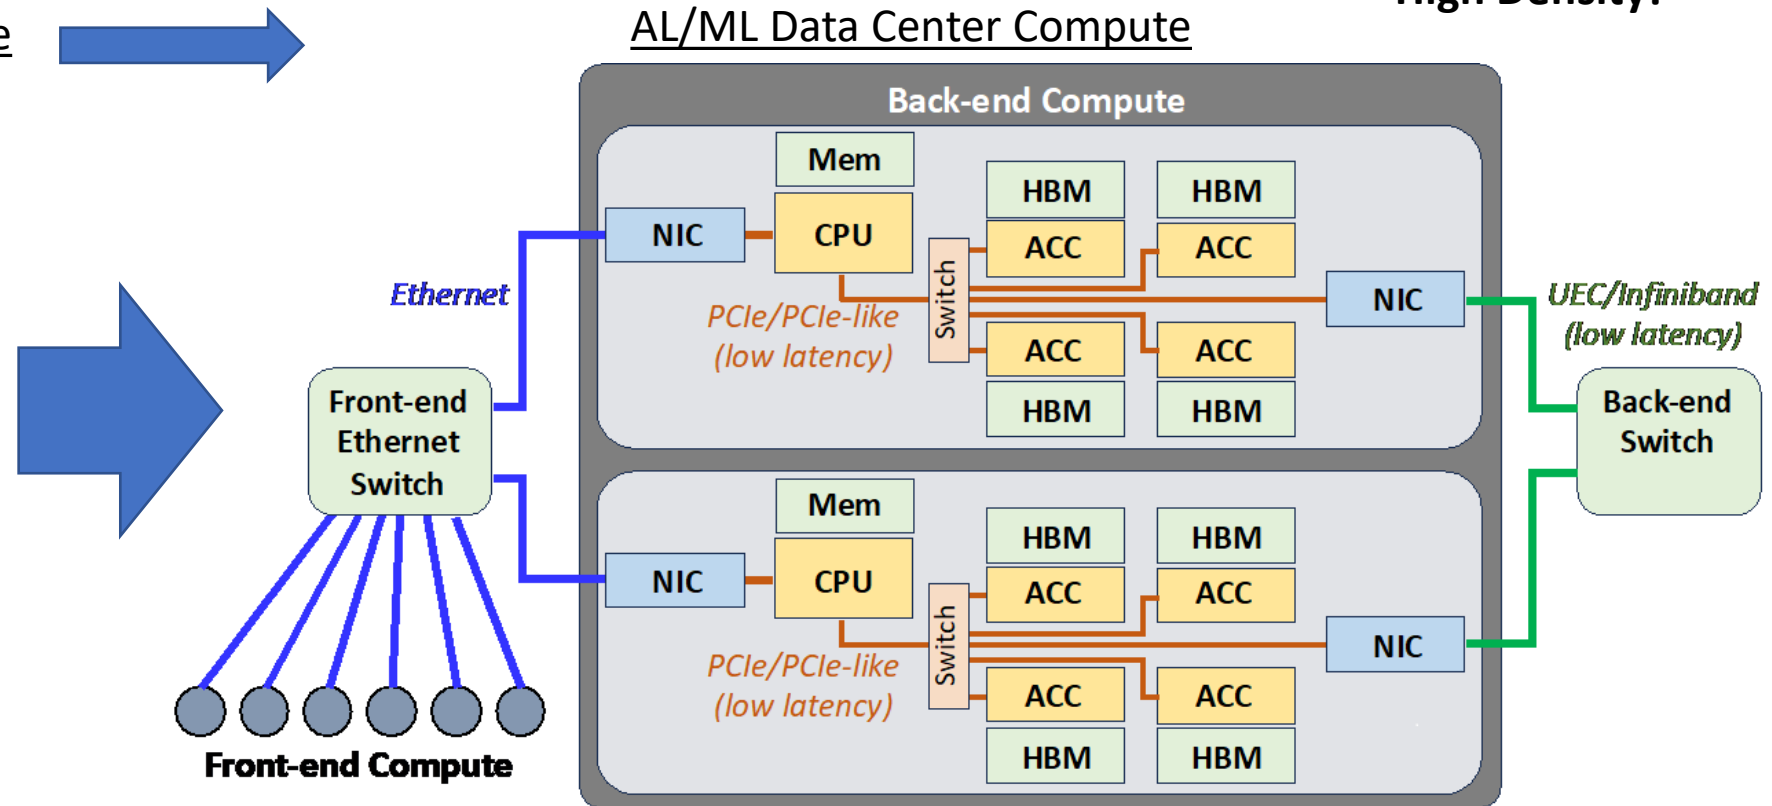 e
AL/ML Data Center Compute
High Density?
Back-end Compute
Mem
HBM
HBM
NIC
CPU
ACC
ACC
Switch
Ethernet
PCIe/PCIe-like
(low latency)
NIC
UEC/Infiniband
(low latency)
ACC
ACC
HBM
HBM
Front-end
Ethernet
Switch
Back-end
Switch
Mem
HBM
HBM
NIC
CPU
ACC
ACC
Switch
NIC
PCIe/PCIe-like
(low latency)
ACC
ACC
HBM
HBM
Front-end Compute